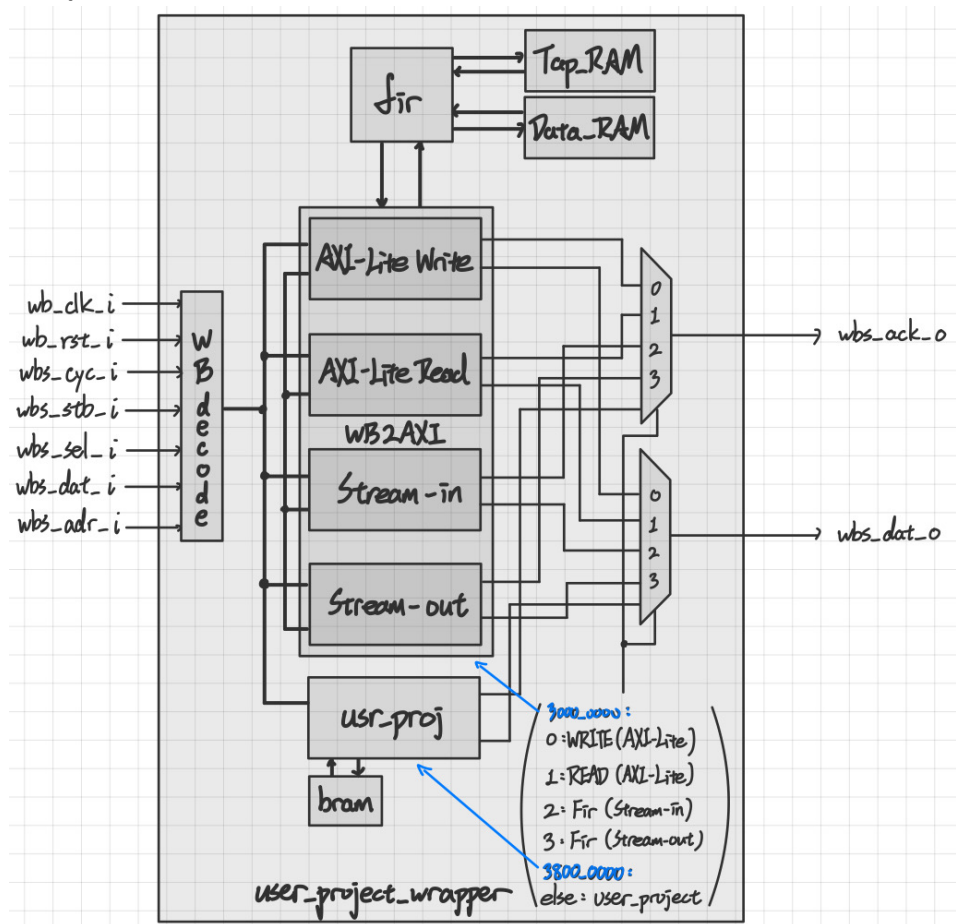 fir
Tap_RAM
Data_RAM
AXI-Lite Write
AXI-Lite Read
WB2AXI
Stream-in
Stream-out
usr_proj
bram
wb_clk_i
wb_rst_i
wbs_cyc_i
wbs_stb_i
wbs_sel_i
wbs_dat_i
wbs_adr_i
WB decode
0
1
2
3
wbs_ack_o
0
1
2
3
wbs_dat_o
3000_0000:
0:WRITE(AXI-Lite)
1:READ (AXI-Lite)
2: Fir (Stream-in)
3: Fir (Stream-out)
3800_0000:
else: user_project
user_project_wrapper